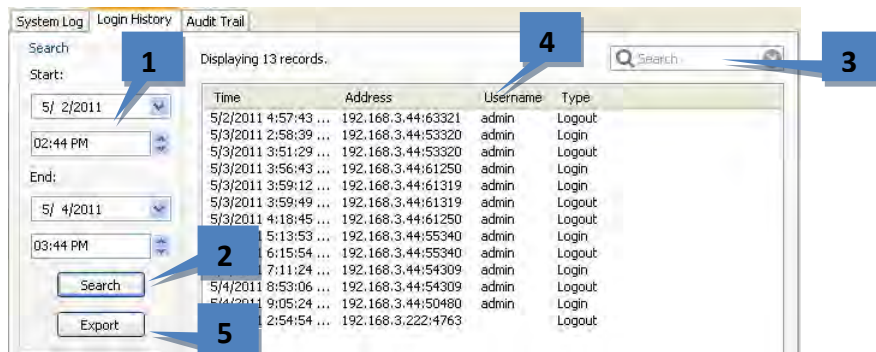 System Log Login History Audit Trail
Search
Start:
5/ 2/2011
02:44 PM
End:
5/ 4/2011
03:44 PM
Search
Export
1
2
3
4
5
Displaying 13 records.
Search
Time Address Username Type
5/2/2011 4:57:43 ... 192.168.3.44:63321 admin Logout
5/3/2011 2:58:39 ... 192.168.3.44:53320 admin Login
5/3/2011 3:51:29 ... 192.168.3.44:53320 admin Logout
5/3/2011 3:56:43 ... 192.168.3.44:61250 admin Login
5/3/2011 3:59:12 ... 192.168.3.44:61319 admin Login
5/3/2011 3:59:49 ... 192.168.3.44:61319 admin Logout
5/3/2011 4:18:45 ... 192.168.3.44:61250 admin Logout
5:13:53 ... 192.168.3.44:55340 admin Login
6:15:54 ... 192.168.3.44:55340 admin Logout
7:11:24 ... 192.168.3.44:54309 admin Login
5/4/2011 8:53:06 ... 192.168.3.44:54309 admin Logout
5/4/2011 9:05:24 ... 192.168.3.44:50480 admin Login
2:54:54 ... 192.168.3.222:4763 Logout